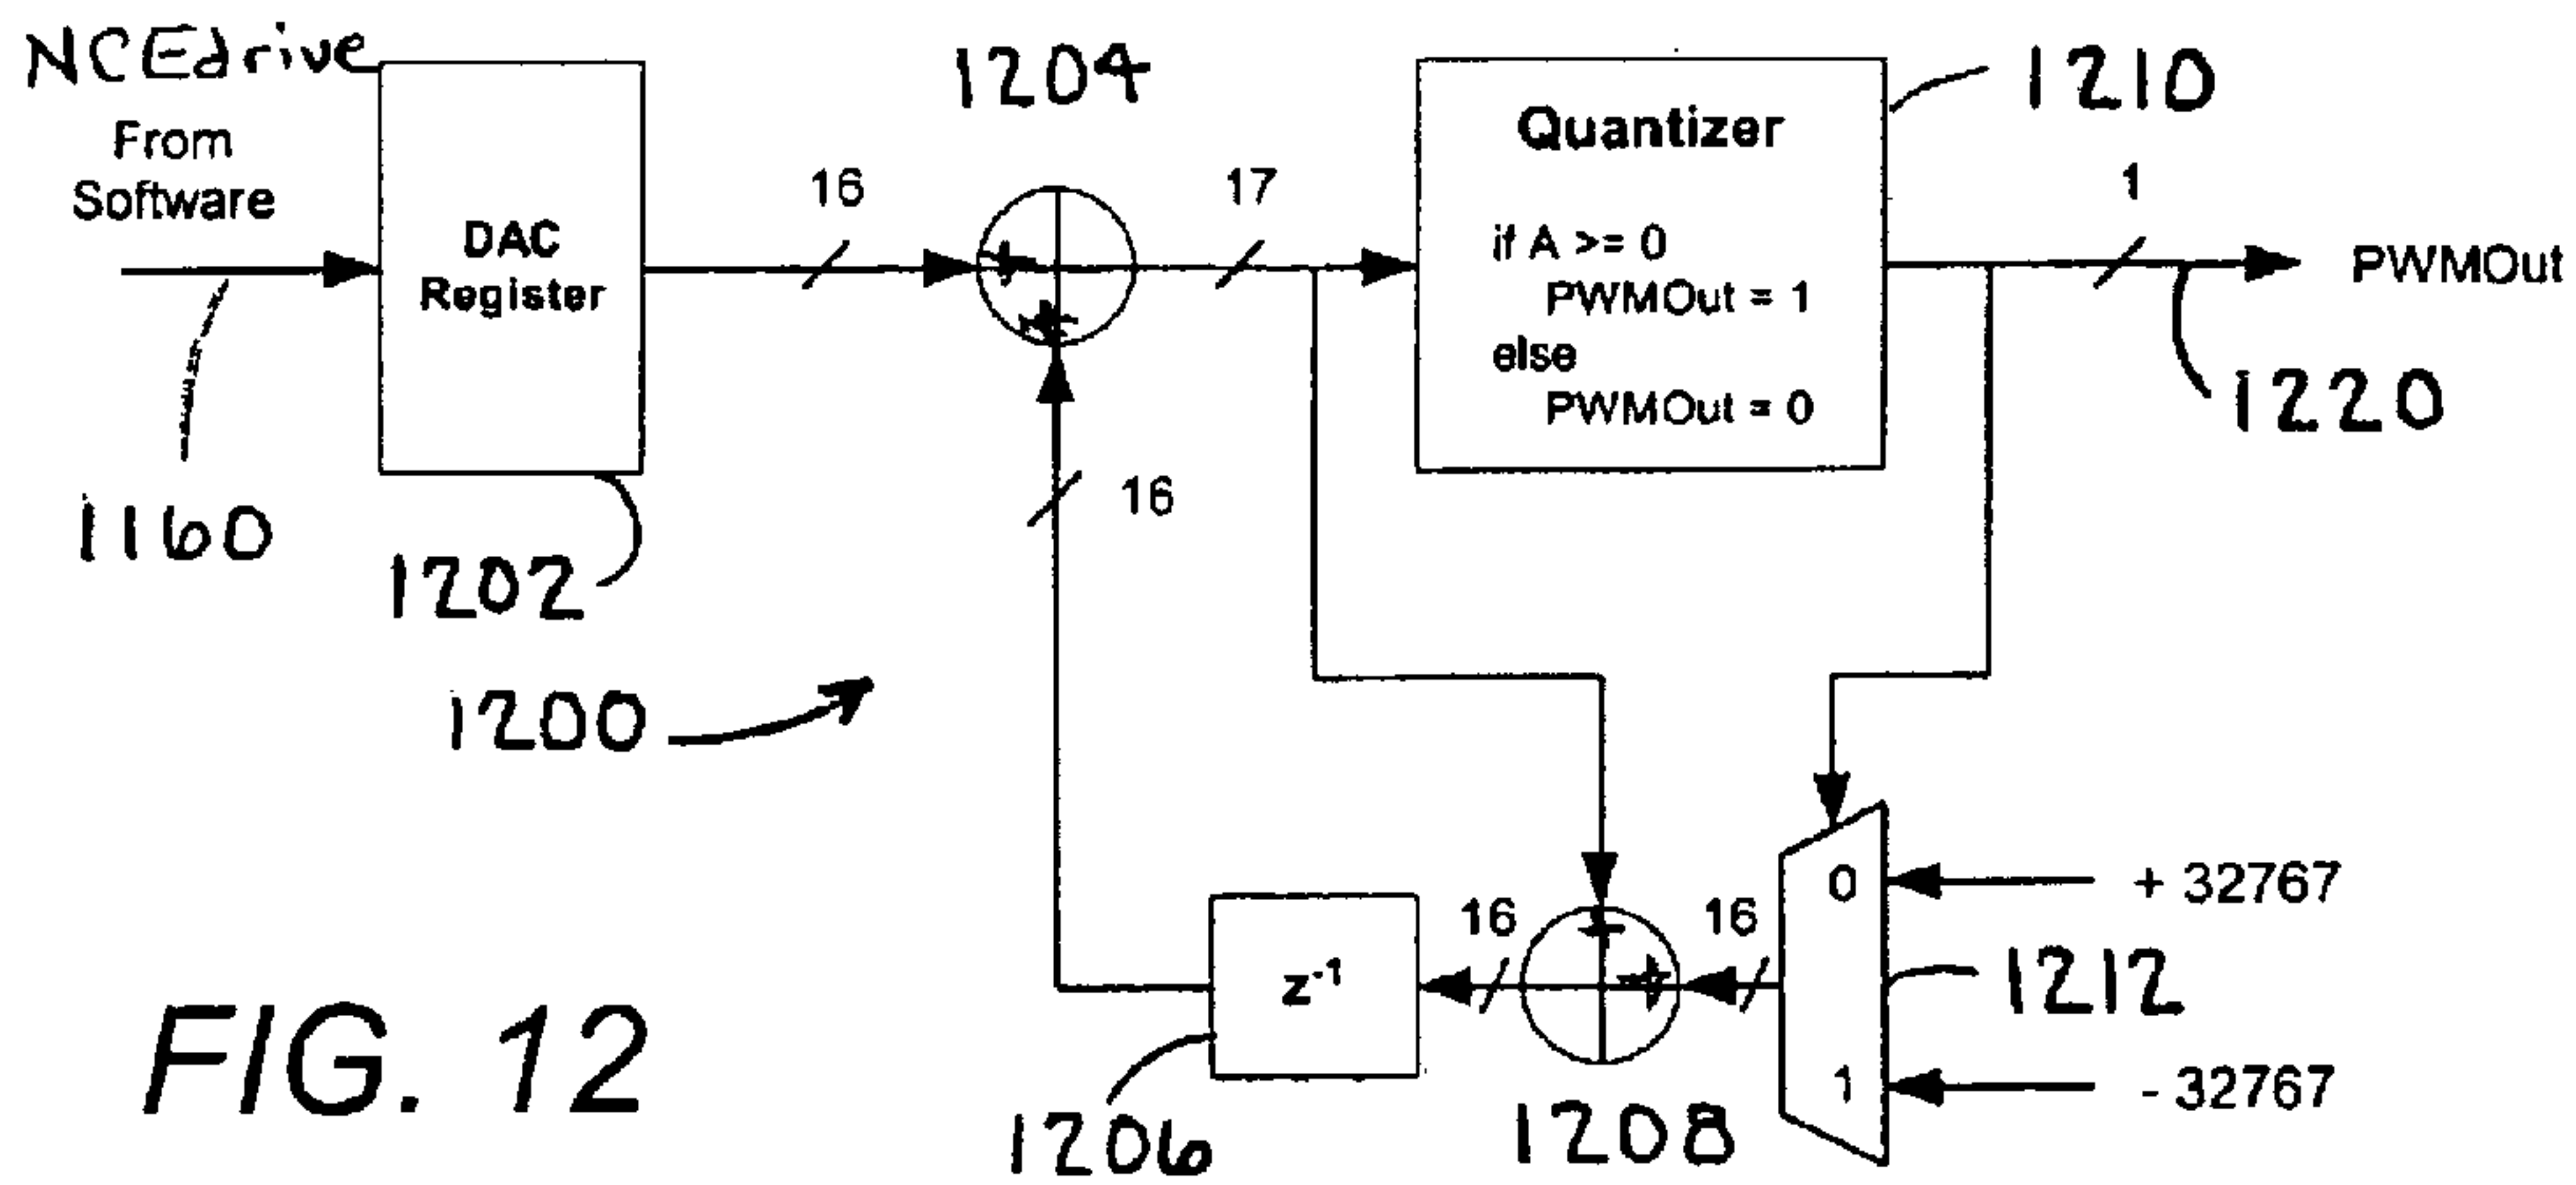 NCEdrive
From
Software
1160
DAC
Register
1202
1200
16
1204
17
16
Quantizer
if A >= 0
PWMOut = 1
else
PWMOut = 0
1210
1
PWMOut
1220
0
+ 32767
1212
1
- 32767
16
1208
16
z-1
1206
FIG. 12